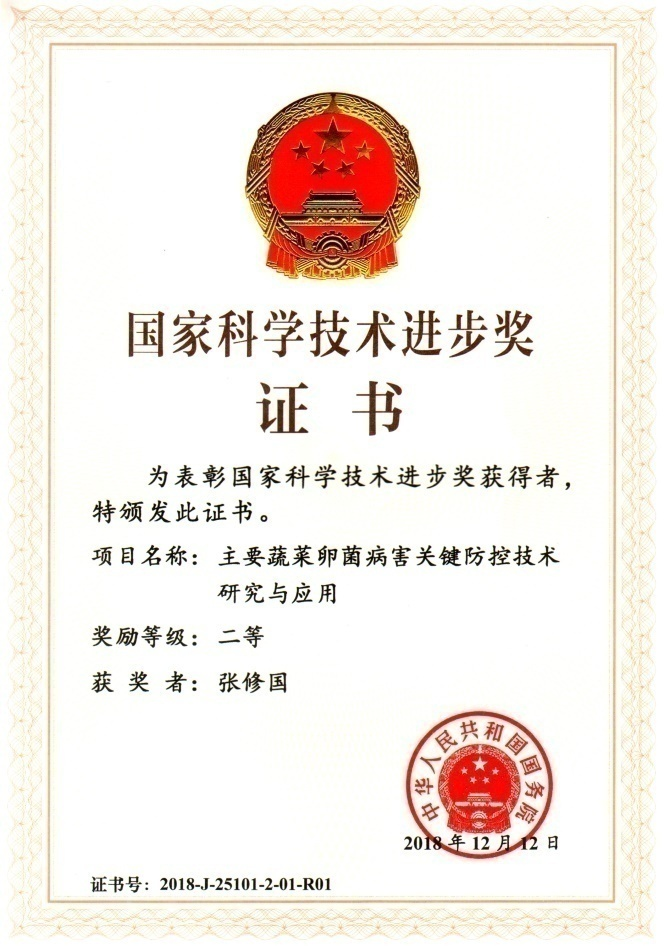 国家科学技术进步奖
证书
为表彰国家科学技术进步奖获得者，
特颁发此证书。
项目名称：主要蔬菜卵菌病害关键防控技术
研究与应用
奖励等级：二等
获奖者：张修国
中华人民共和国国务院
2018年12月12日
证书号：2018-J-25101-2-01-R01